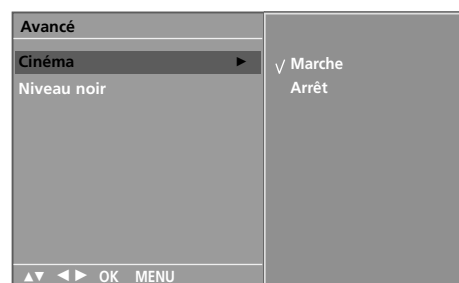 Avancé
Cinéma ►
Niveau noir
√ Marche
Arrêt
▲▼ ◄► OK MENU